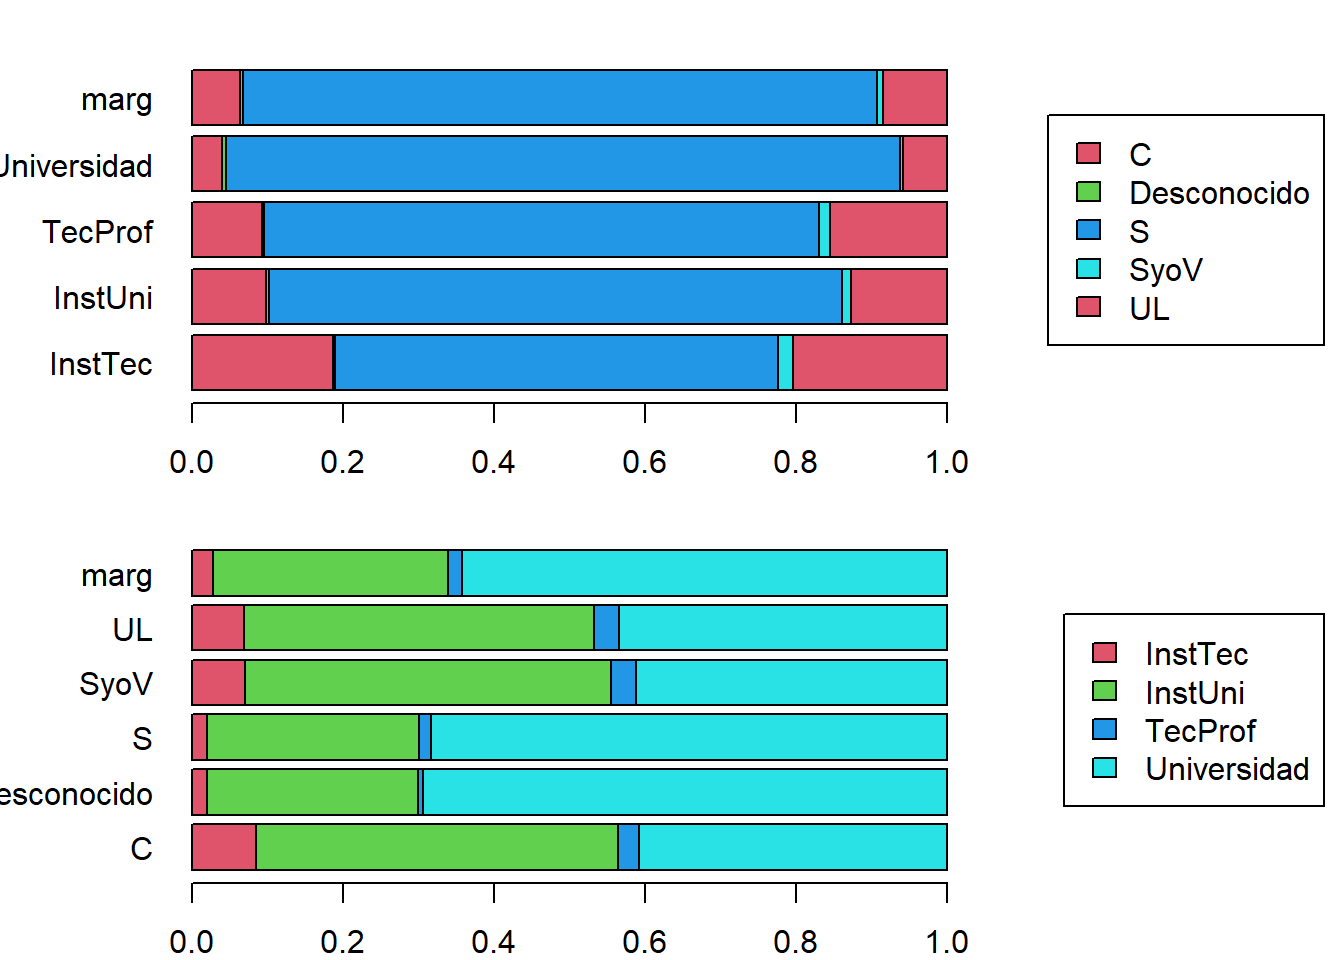 marg
Universidad
TecProf
InstUni
InstTec
0.0 0.2 0.4 0.6 0.8 1.0
C
Desconocido
S
SyoV
UL
marg
UL
SyoV
S
esconocido
C
0.0 0.2 0.4 0.6 0.8 1.0
InstTec
InstUni
TecProf
Universidad